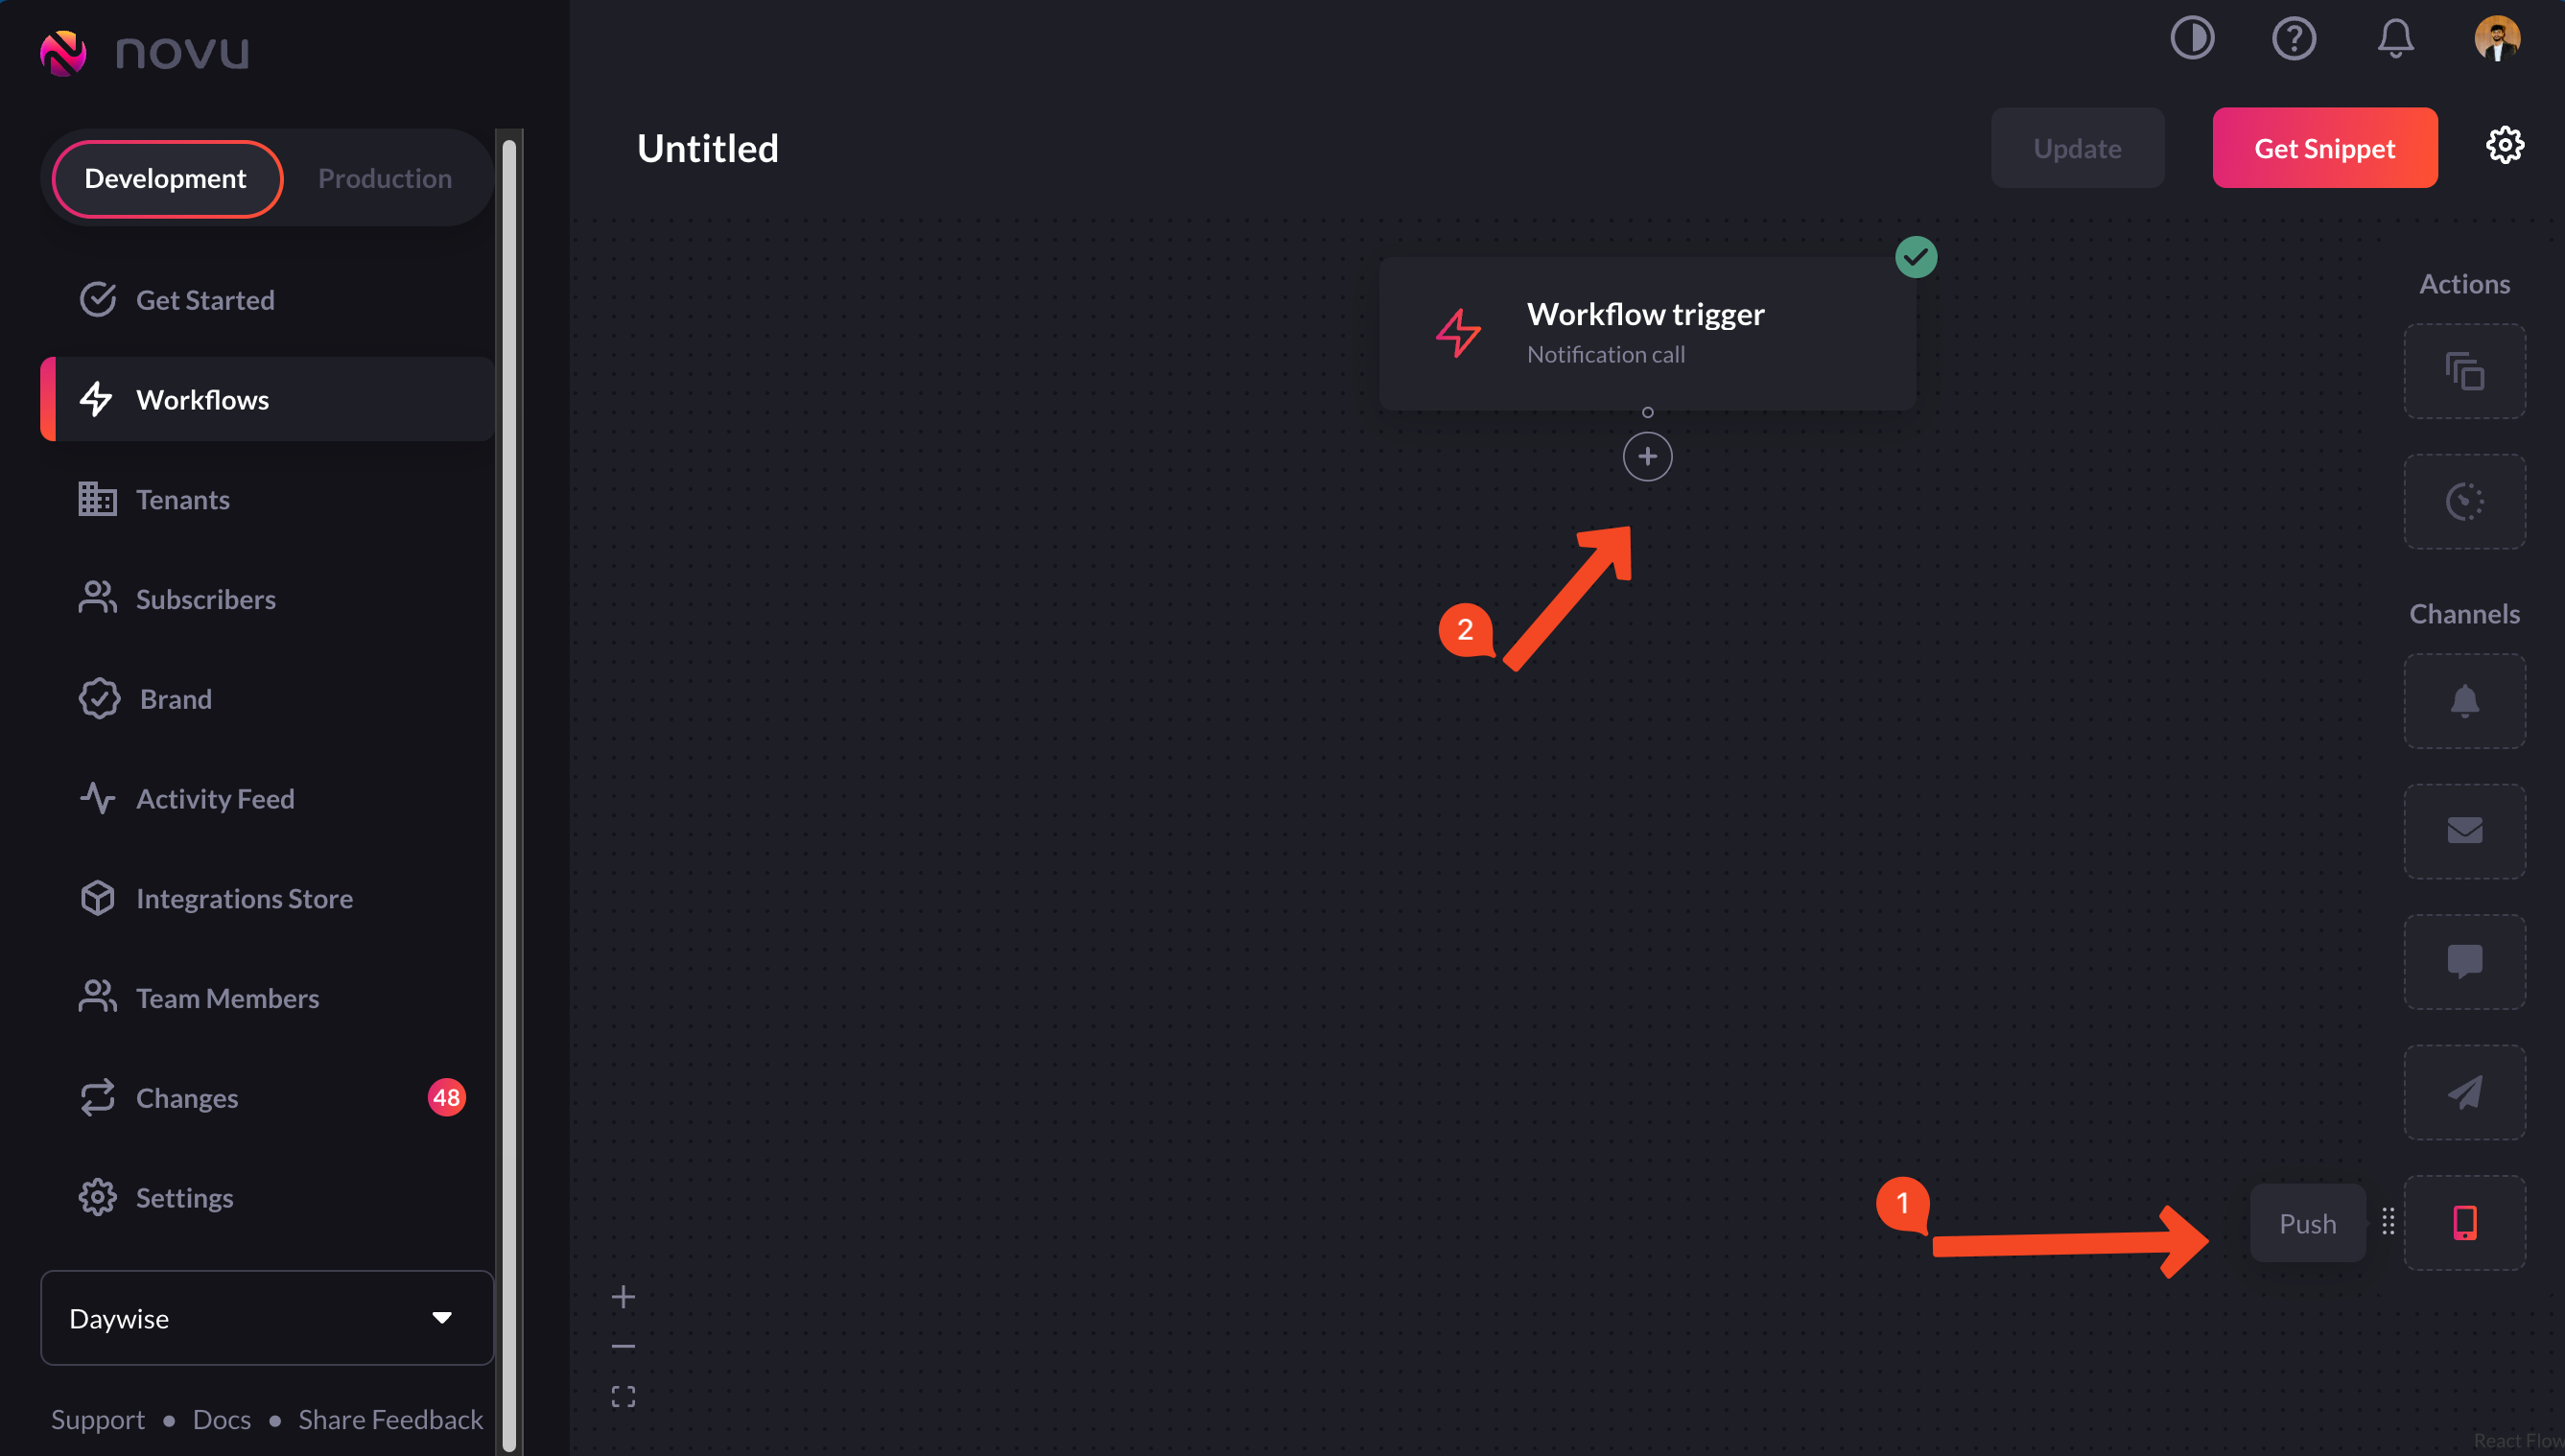 novu
Development
Production
Get Started
Workflows
Tenants
Subscribers
Brand
Activity Feed
Integrations Store
Team Members
Changes 48
Settings
Daywise
Support • Docs • Share Feedback
Untitled
Update
Get Snippet
Workflow trigger
Notification call
2
1
Actions
Channels
Push
React Flow